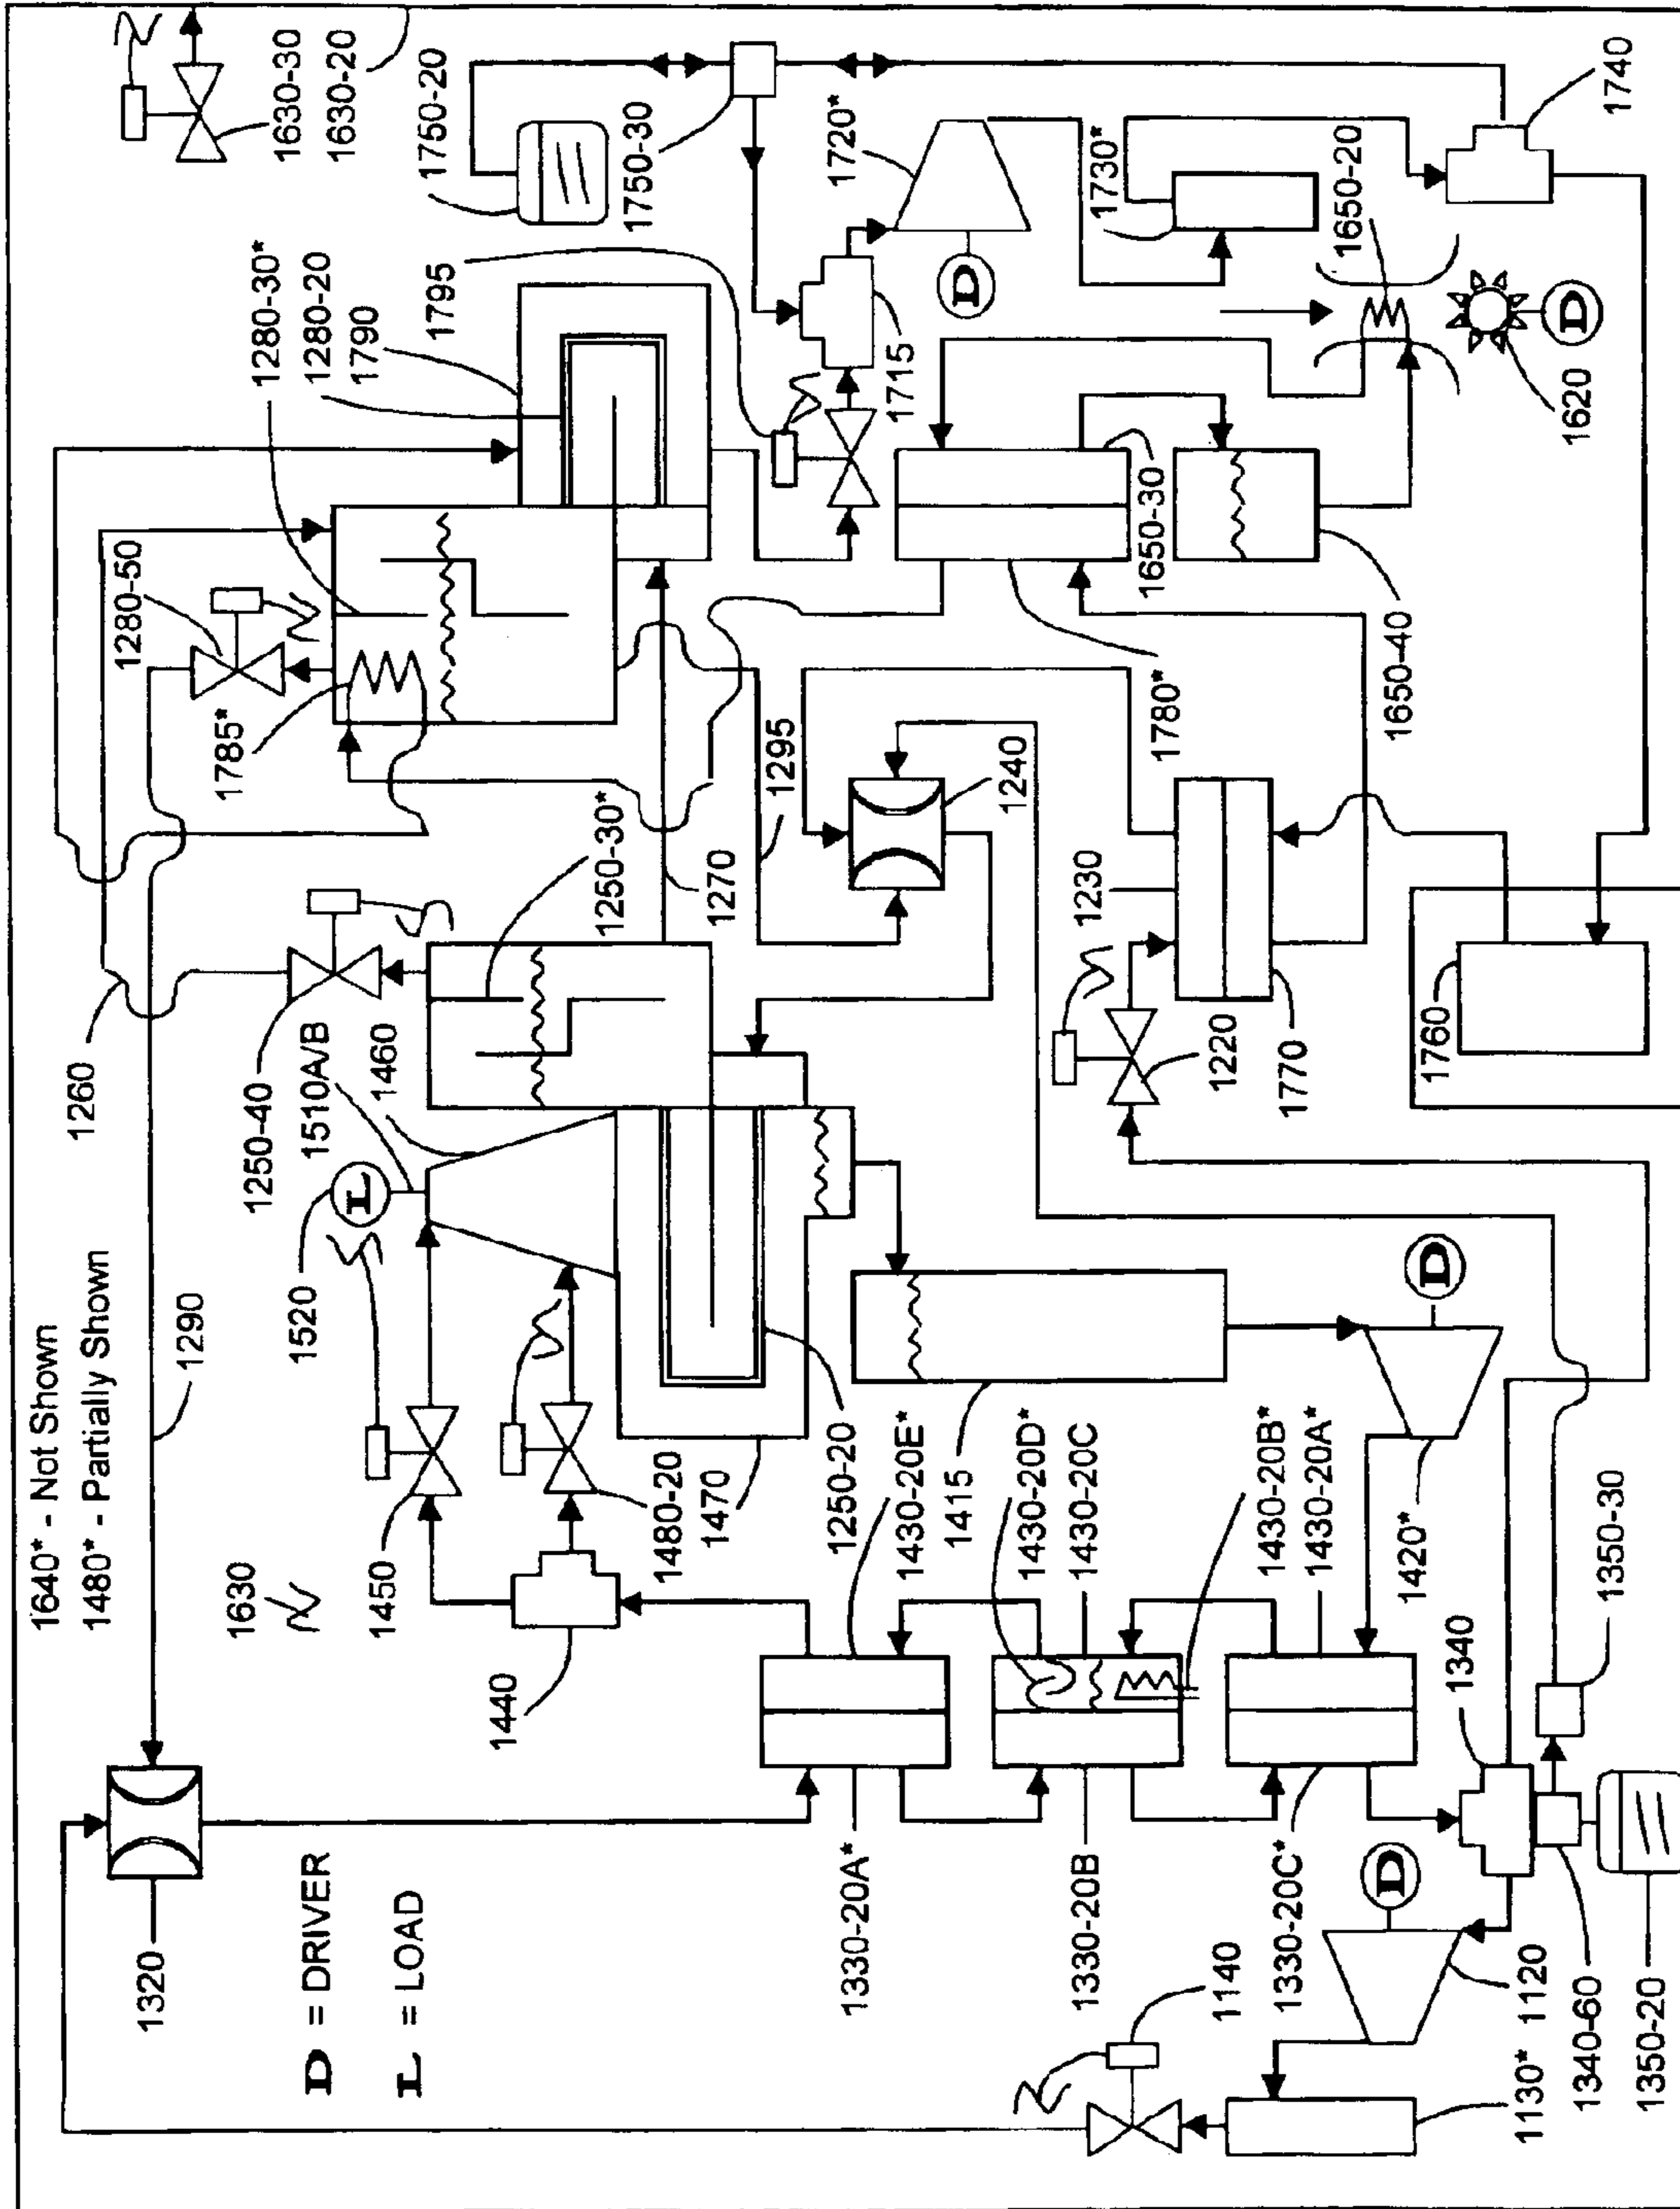 1640* - Not Shown
1480* - Partially Shown
1320
D = DRIVER
L = LOAD
1290
1260
1630
1520
1250-40
1510A/B
1460
1450
1480-20
1470
1440
1250-20
1430-20E*
1430-20D*
1430-20C
1415
1430-20B*
1430-20A*
1420*
1330-20A*
1330-20B
1330-20C*
1340
1350-30
1140
1120
1130*
1340-60
1350-20
L
D
D
1280-50
1785*
1250-30*
1270
1295
1240
1230
1220
1770
1760
1780*
1650-40
1650-30
1280-30*
1280-20
1790
1795
1715
D
1630-30
1630-20
1750-20
1750-30
1720*
1730*
1650-20
1740
1620
D